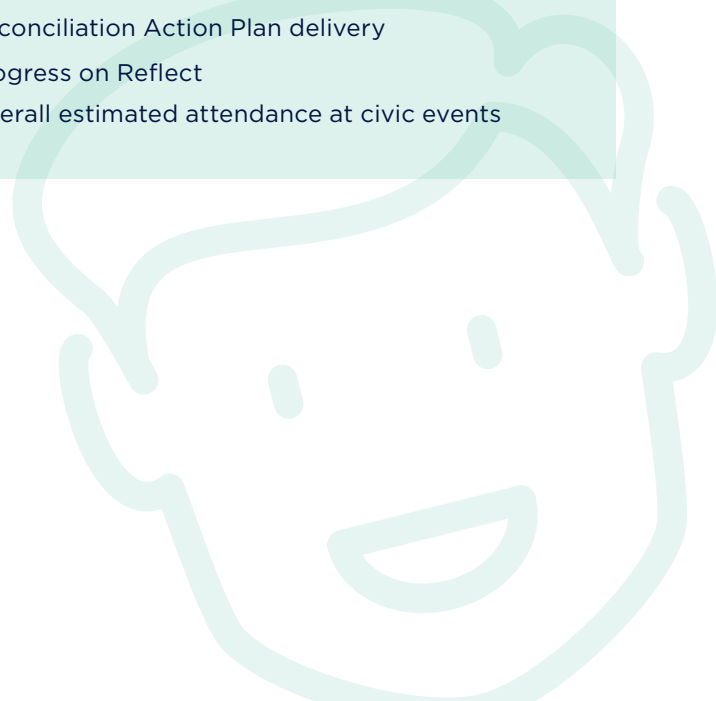 conciliation Action Plan delivery
ogress on Reflect
erall estimated attendance at civic events